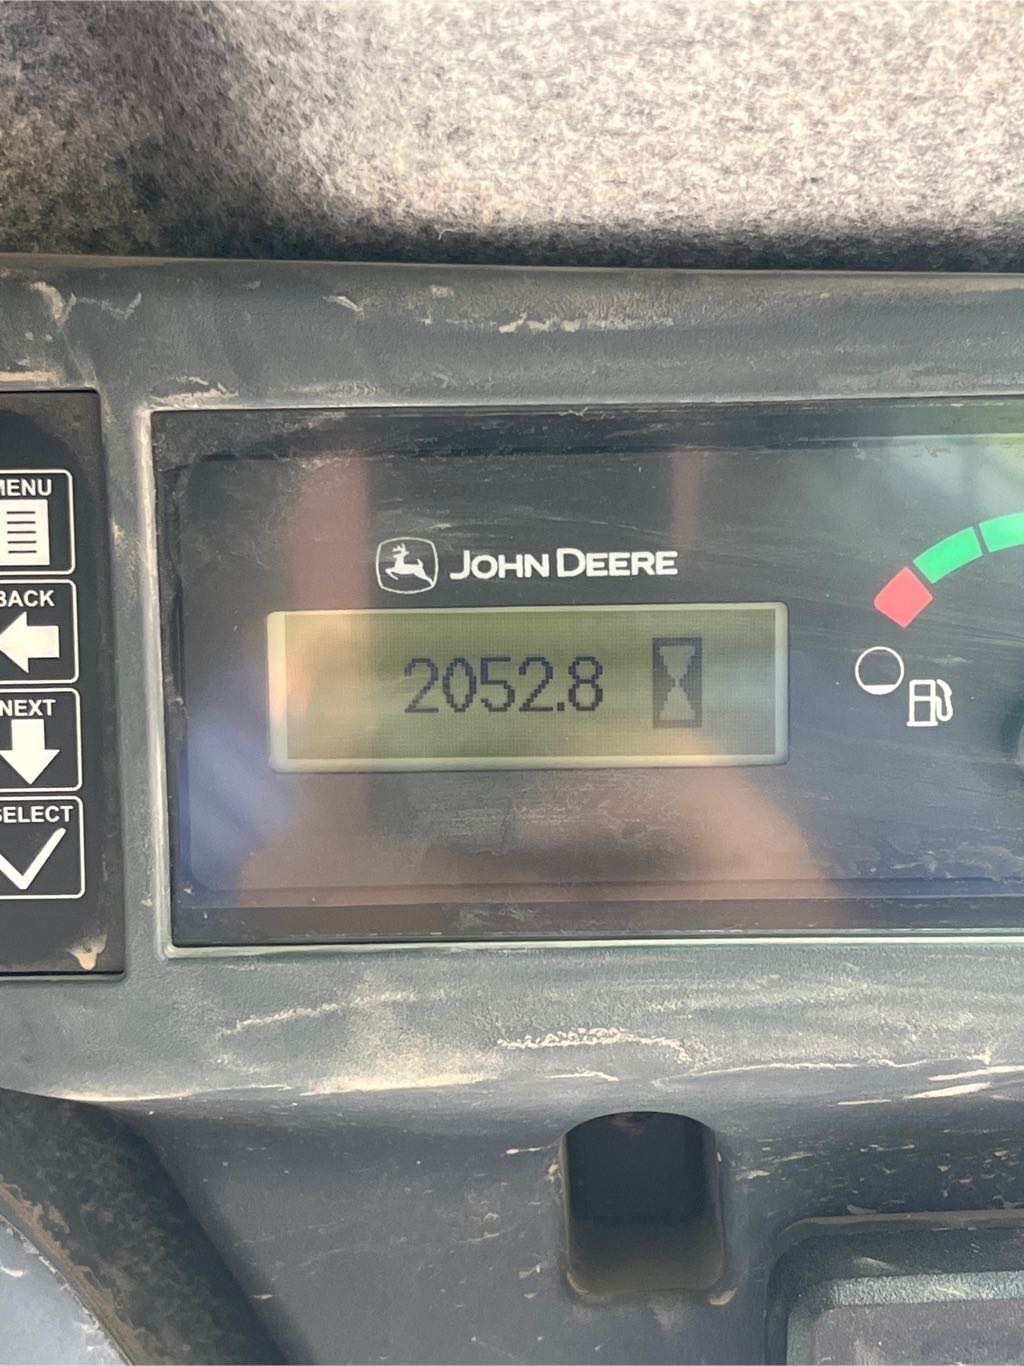 MENU
BACK
NEXT
SELECT
JOHN DEERE
2052.8